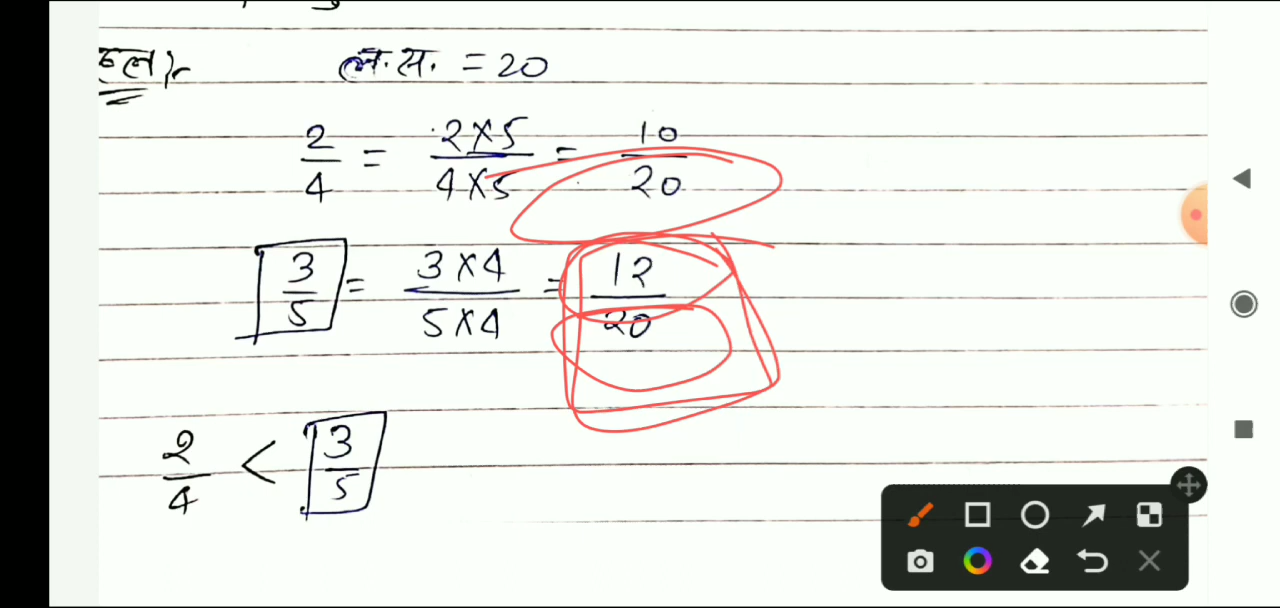 हल:- ल.स. = 20
2/4 = 2×5/4×5 = 10/20
3/5 = 3×4/5×4 = 12/20
2/4 < 3/5